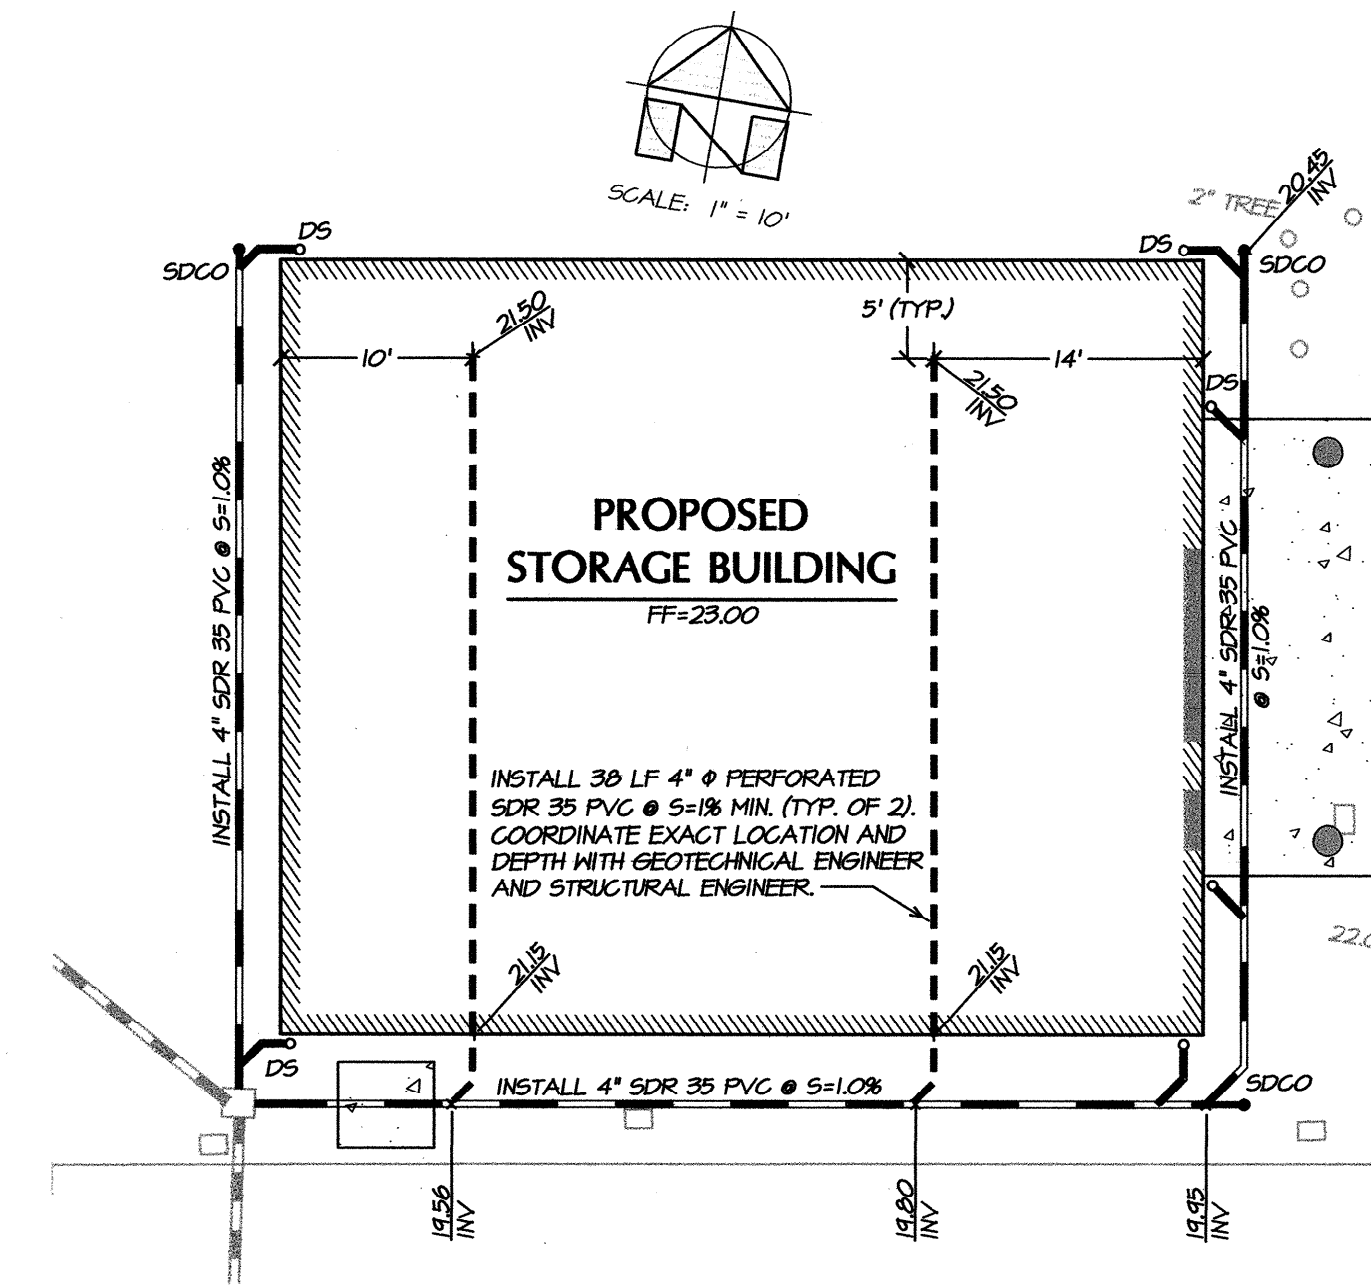 SCALE: 1" = 10'
2" TREE
20.45
INV
DS
SDCO
DS
SDCO
5' (TYP.)
21.50
INV
10'
14'
21.50
INV
DS
PROPOSED
STORAGE BUILDING
FF=23.00
INSTALL 4" SDR 35 PVC @ S=1.0%
INSTALL 4" SDR 35 PVC
@ S=1.0%
INSTALL 38 LF 4" Φ PERFORATED
SDR 35 PVC @ S=1% MIN. (TYP. OF 2).
COORDINATE EXACT LOCATION AND
DEPTH WITH GEOTECHNICAL ENGINEER
AND STRUCTURAL ENGINEER.
22.0
21.15
INV
21.15
INV
DS
INSTALL 4" SDR 35 PVC @ S=1.0%
SDCO
19.56
INV
19.80
INV
19.95
INV